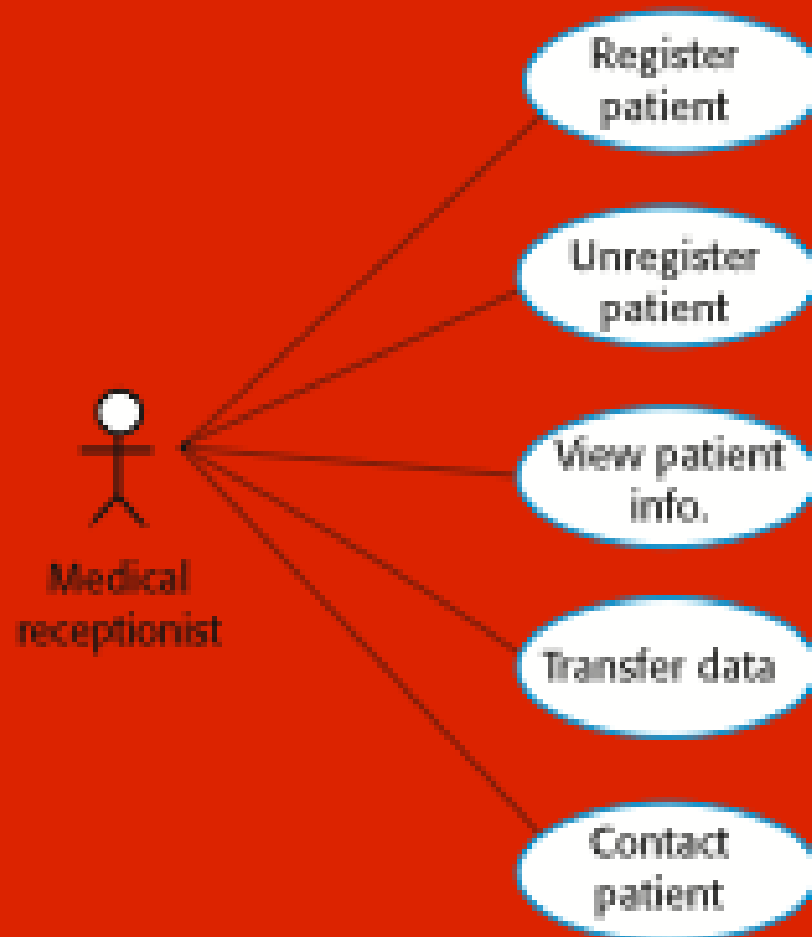 Register
patient
Unregister
patient
View patient
info.
Medical
receptionist
Transfer data
Contact
patient